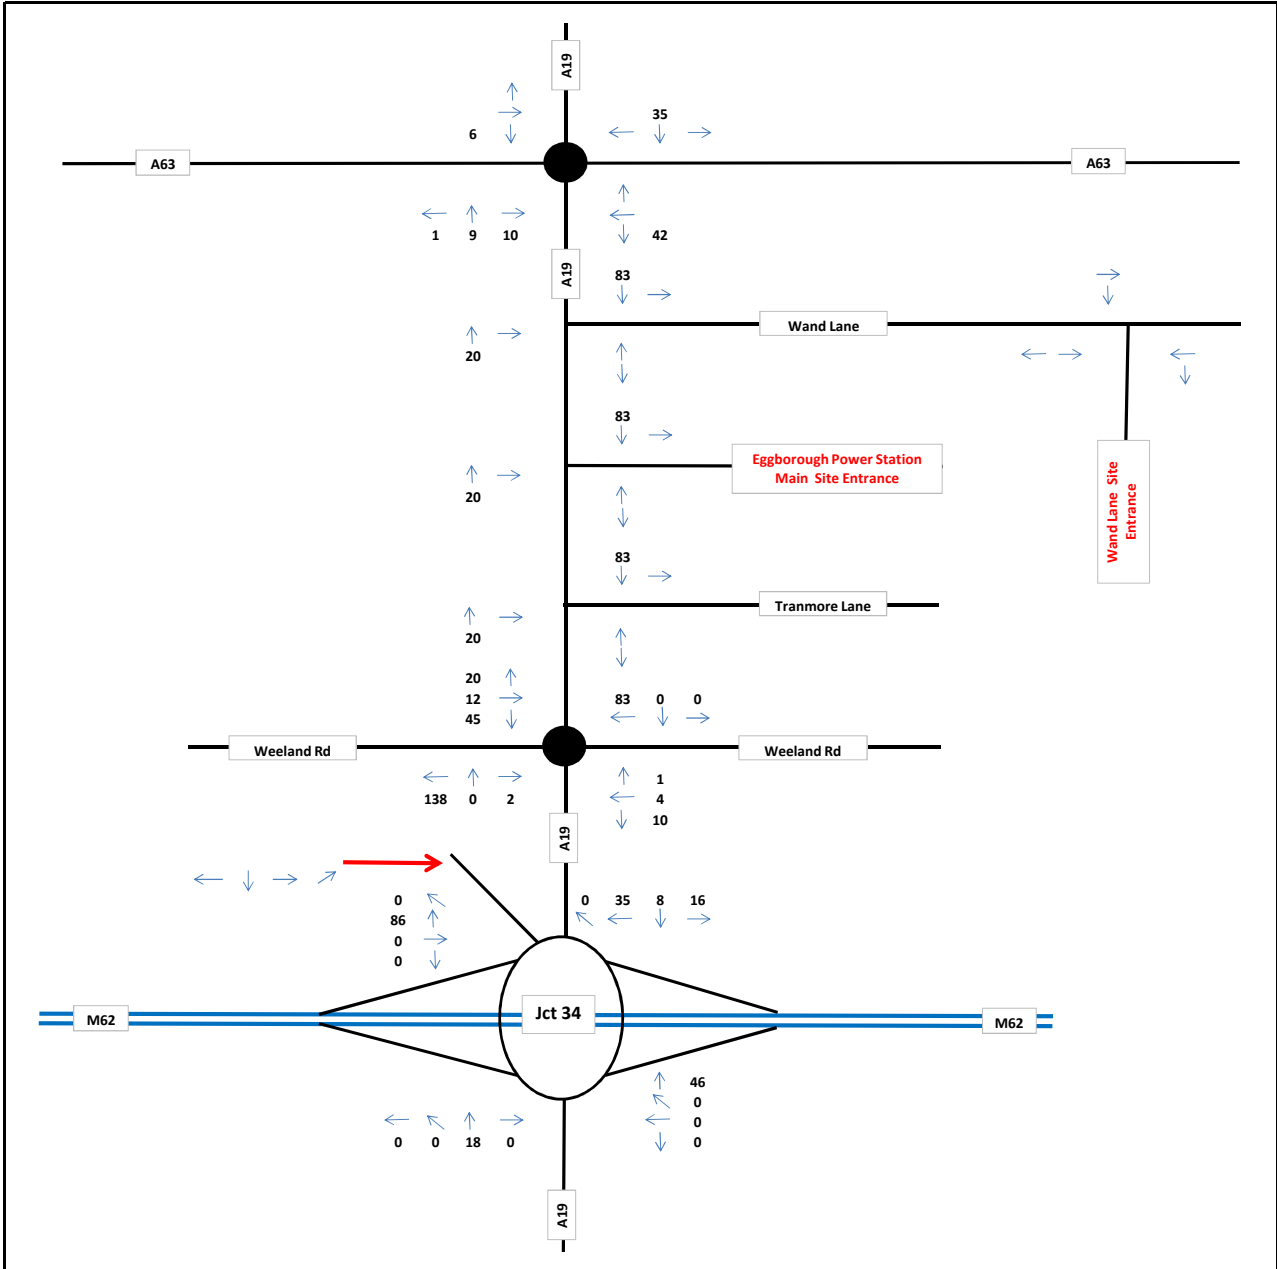 A19
35
6
A63
A63
1 9 10
42
A19
83
Wand Lane
20
83
Eggborough Power Station
Main Site Entrance
20
Wand Lane Site
Entrance
83
Tranmore Lane
20
20
12
45
83 0 0
Weeland Rd
Weeland Rd
138 0 2
1
4
10
A19
0
86
0
0
0 35 8 16
M62
Jct 34
M62
46
0
0
0
0 0 18 0
A19